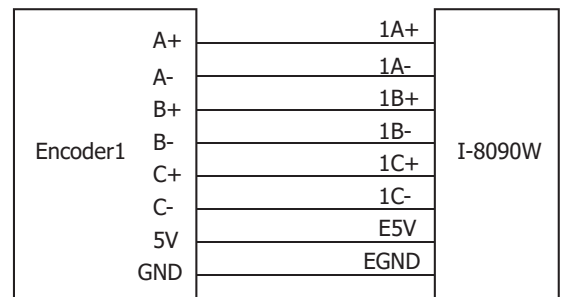 A+ 1A+
A- 1A-
B+ 1B+
B- 1B-
Encoder1 I-8090W
C+ 1C+
C- 1C-
5V E5V
GND EGND